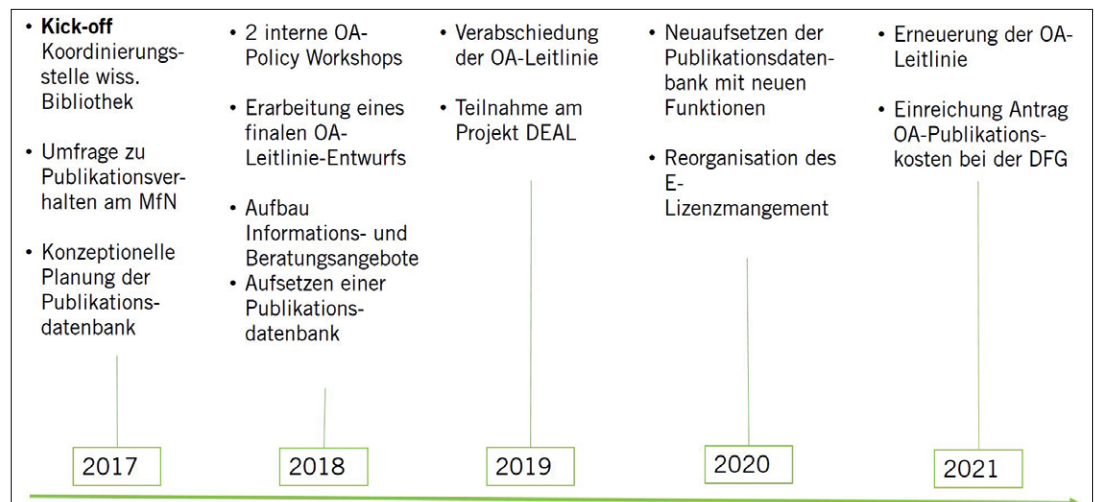 • Kick-off
Koordinierungs-
stelle wiss.
Bibliothek
• Umfrage zu
Publikationsver-
halten am MfN
• Konzeptionelle
Planung der
Publikations-
datenbank
• 2 interne OA-
Policy Workshops
• Erarbeitung eines
finalen OA-
Leitlinie-Entwurfs
• Aufbau
Informations- und
Beratungsangebote
• Aufsetzen einer
Publikations-
datenbank
• Verabschiedung
der OA-Leitlinie
• Teilnahme am
Projekt DEAL
• Neuaufsetzen der
Publikationsdaten-
bank mit neuen
Funktionen
• Reorganisation des
E-
Lizenzmangement
• Erneuerung der OA-
Leitlinie
• Einreichung Antrag
OA-Publikations-
kosten bei der DFG
2017
2018
2019
2020
2021